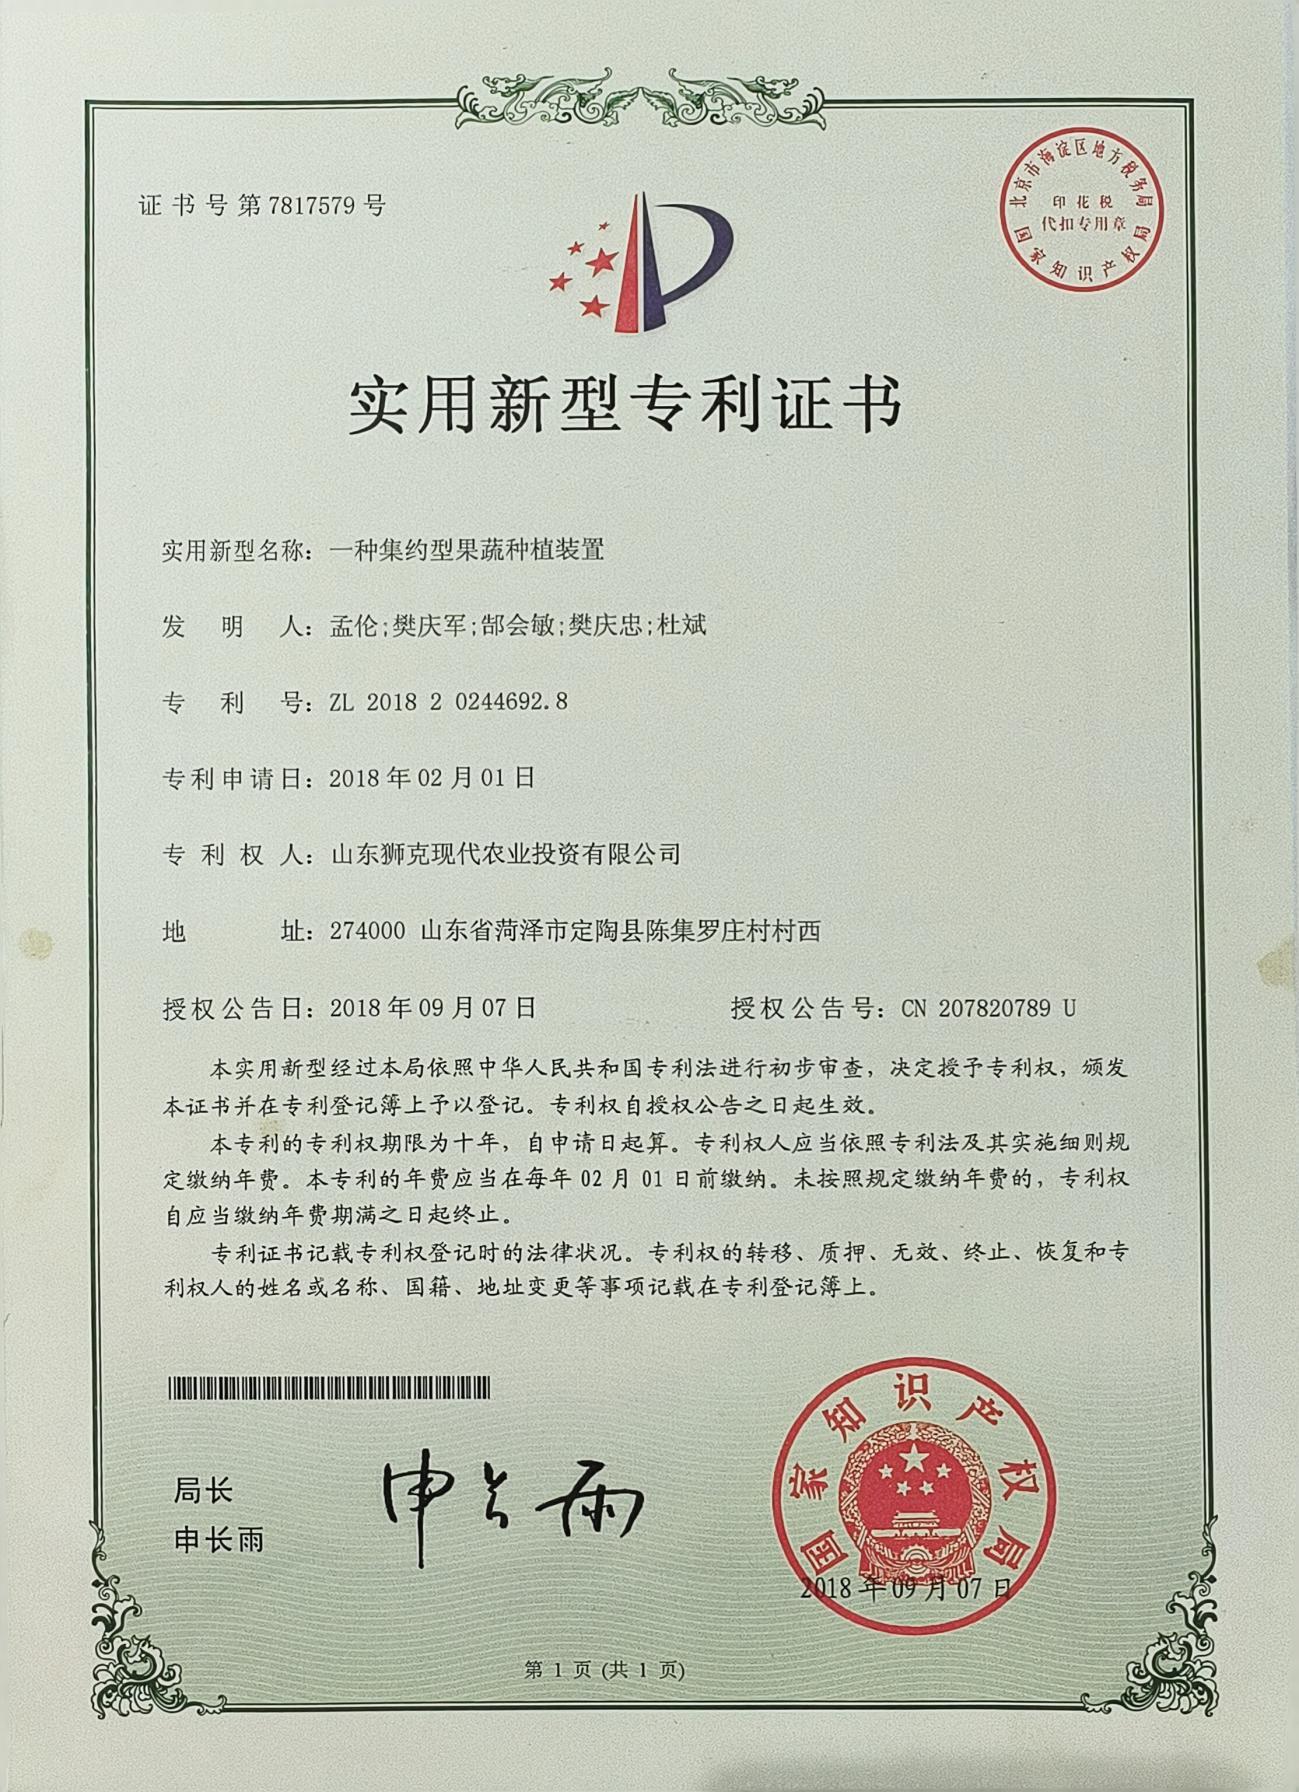 证书号第7817579号
北京市海淀区地方税务局
印花税
代扣专用章
国家知识产权局
实用新型专利证书
实用新型名称：一种集约型果蔬种植装置
发明人：孟伦;樊庆军;郜会敏;樊庆忠;杜斌
专利号：ZL 2018 2 0244692.8
专利申请日：2018年02月01日
专利权人：山东狮克现代农业投资有限公司
地址：274000 山东省菏泽市定陶县陈集罗庄村村西
授权公告日：2018年09月07日 授权公告号：CN 207820789 U
本实用新型经过本局依照中华人民共和国专利法进行初步审查，决定授予专利权，颁发
本证书并在专利登记簿上予以登记。专利权自授权公告之日起生效。
本专利的专利权期限为十年，自申请日起算。专利权人应当依照专利法及其实施细则规
定缴纳年费。本专利的年费应当在每年02月01日前缴纳。未按照规定缴纳年费的，专利权
自应当缴纳年费期满之日起终止。
专利证书记载专利权登记时的法律状况。专利权的转移、质押、无效、终止、恢复和专
利权人的姓名或名称、国籍、地址变更等事项记载在专利登记簿上。
局长
申长雨
申长雨
国家知识产权局
2018年09月07日
第 1 页 (共 1 页)